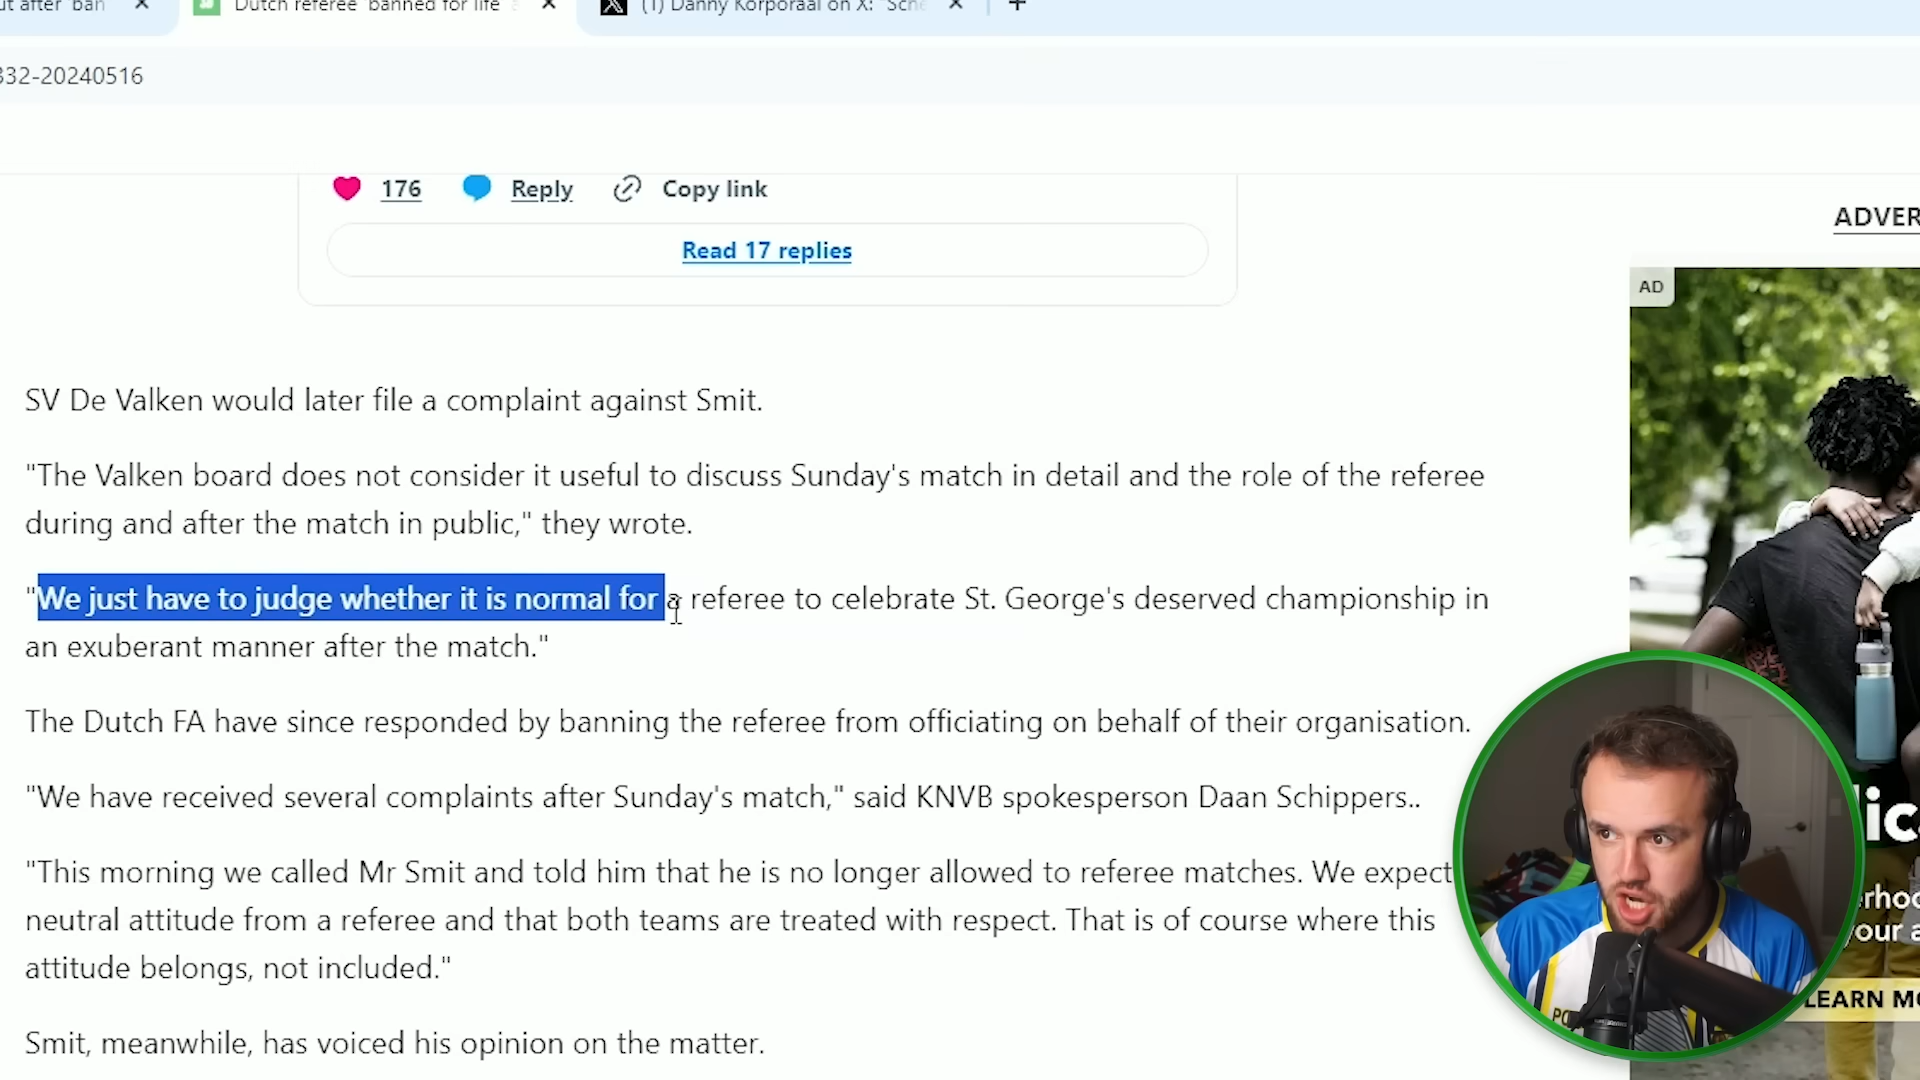 ut after 'ban
Dutch referee 'banned for life'
(1) Danny Korporaal on X: "Sche
332-20240516
176 Reply Copy link
Read 17 replies
ADVER
AD
SV De Valken would later file a complaint against Smit.
"The Valken board does not consider it useful to discuss Sunday's match in detail and the role of the referee
during and after the match in public," they wrote.
"We just have to judge whether it is normal for a referee to celebrate St. George's deserved championship in
an exuberant manner after the match."
The Dutch FA have since responded by banning the referee from officiating on behalf of their organisation.
"We have received several complaints after Sunday's match," said KNVB spokesperson Daan Schippers..
"This morning we called Mr Smit and told him that he is no longer allowed to referee matches. We expect
neutral attitude from a referee and that both teams are treated with respect. That is of course where this
attitude belongs, not included."
Smit, meanwhile, has voiced his opinion on the matter.
lic
erhoo
our a
LEARN MO